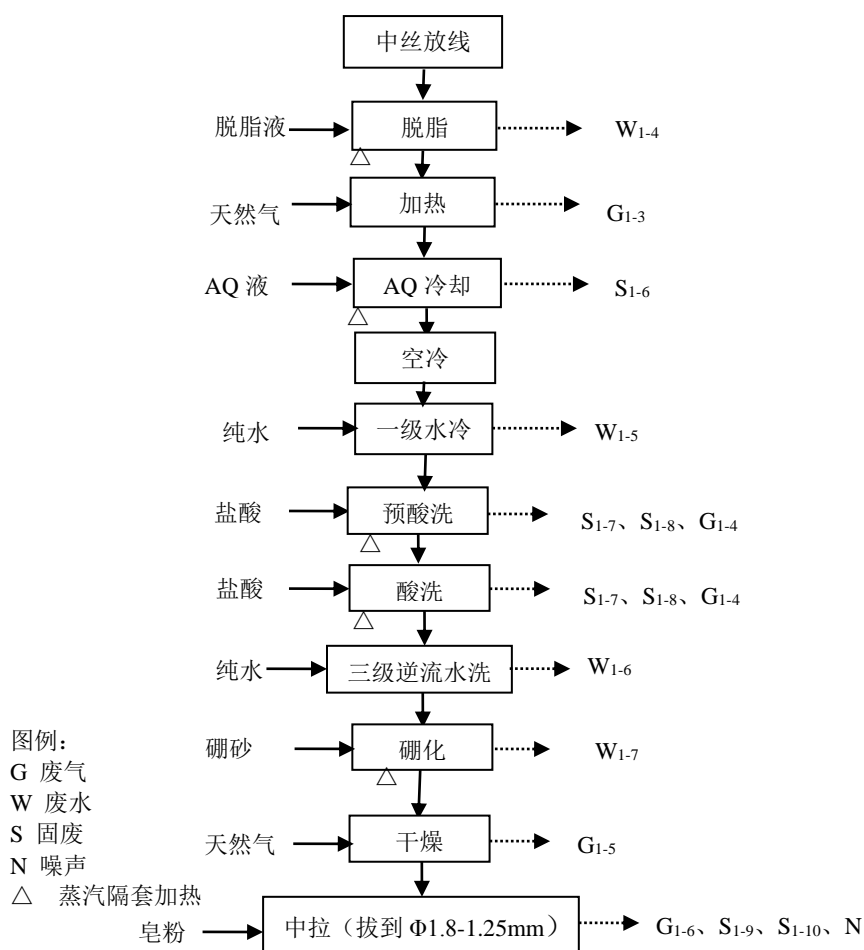 中丝放线
脱脂液 脱脂 W1-4
△
天然气 加热 G1-3
AQ 液 AQ 冷却 S1-6
△
空冷
纯水 一级水冷 W1-5
盐酸 预酸洗 S1-7、S1-8、G1-4
△
盐酸 酸洗 S1-7、S1-8、G1-4
△
纯水 三级逆流水洗 W1-6
硼砂 硼化 W1-7
△
天然气 干燥 G1-5
皂粉 中拉（拔到 Φ1.8-1.25mm） G1-6、S1-9、S1-10、N
图例：
G 废气
W 废水
S 固废
N 噪声
△ 蒸汽隔套加热